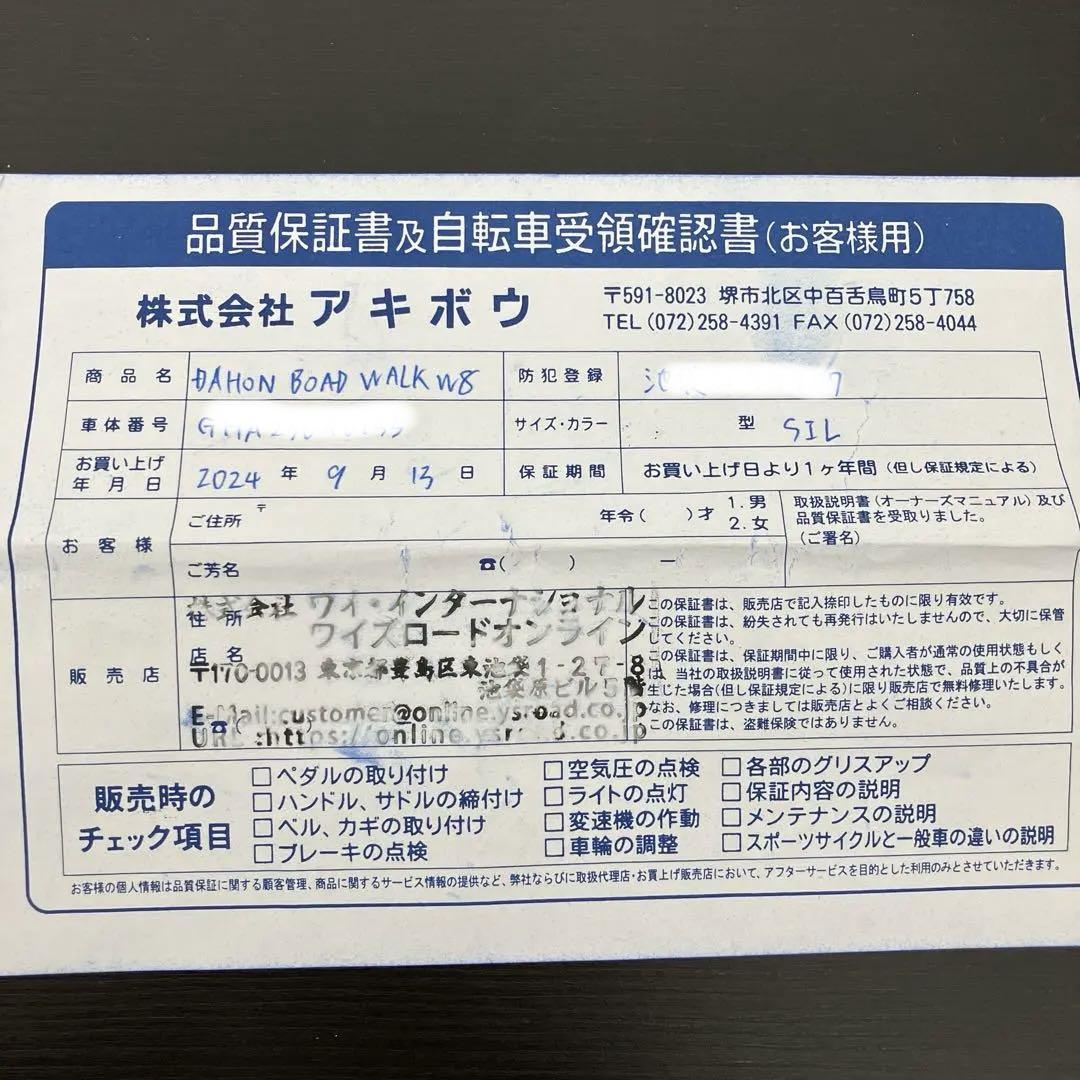 品質保証書及自転車受領確認書(お客様用)
株式会社 アキボウ
〒591-8023 堺市北区中百舌鳥町5丁758
TEL(072)258-4391 FAX(072)258-4044
商品名 DAHON BOAD WALK W8 防犯登録 池 7
車体番号 サイズ・カラー 型 SIL
お買い上げ年月日 2024年9月13日 保証期間 お買い上げ日より1ヶ年間(但し保証規定による)
お客様
ご住所 〒 年令( )才 1.男 2.女
ご芳名 ☎( ) ー
取扱説明書(オーナーズマニュアル)及び
品質保証書を受取りました。
(ご署名)
販売店
住所
店名
☎(
株式会社 ワイ・インターナショナル
ワイズロードオンライン
〒170-0013 東京都豊島区東池袋1-27-8
池袋原ビル5階
E-Mail:customer@online.ysroad.co.jp
URL :https://online.ysroad.co.jp
この保証書は、販売店で記入捺印したものに限り有効です。
この保証書は、紛失されても再発行はいたしませんので、大切に保管
してください。
この保証書は、保証期間中に限り、ご購入者が通常の使用状態もしく
は、当社の取扱説明書に従って使用された状態で、品質上の不具合が
生じた場合(但し保証規定による)に限り販売店で無料修理いたします。
なお、修理につきましては販売店とよくご相談ください。
この保証書は、盗難保険ではありません。
販売時の
チェック項目
□ペダルの取り付け
□ハンドル、サドルの締付け
□ベル、カギの取り付け
□ブレーキの点検
□空気圧の点検
□ライトの点灯
□変速機の作動
□車輪の調整
□各部のグリスアップ
□保証内容の説明
□メンテナンスの説明
□スポーツサイクルと一般車の違いの説明
お客様の個人情報は品質保証に関する顧客管理、商品に関するサービス情報の提供など、弊社ならびに取扱代理店・お買上げ販売店において、アフターサービスを目的とした利用のみとさせていただきます。